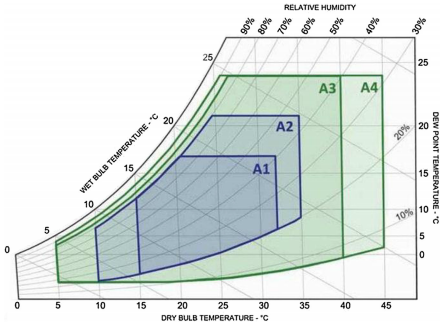 RELATIVE HUMIDITY
90% 80% 70% 60% 50% 40% 30%
25
25
A3 A4
20
20
A2
20%
WET BULB TEMPERATURE - °C
DEW POINT TEMPERATURE - °C
15
15
A1
10
10
10%
5
5
0
0
0 5 10 15 20 25 30 35 40 45
DRY BULB TEMPERATURE - °C